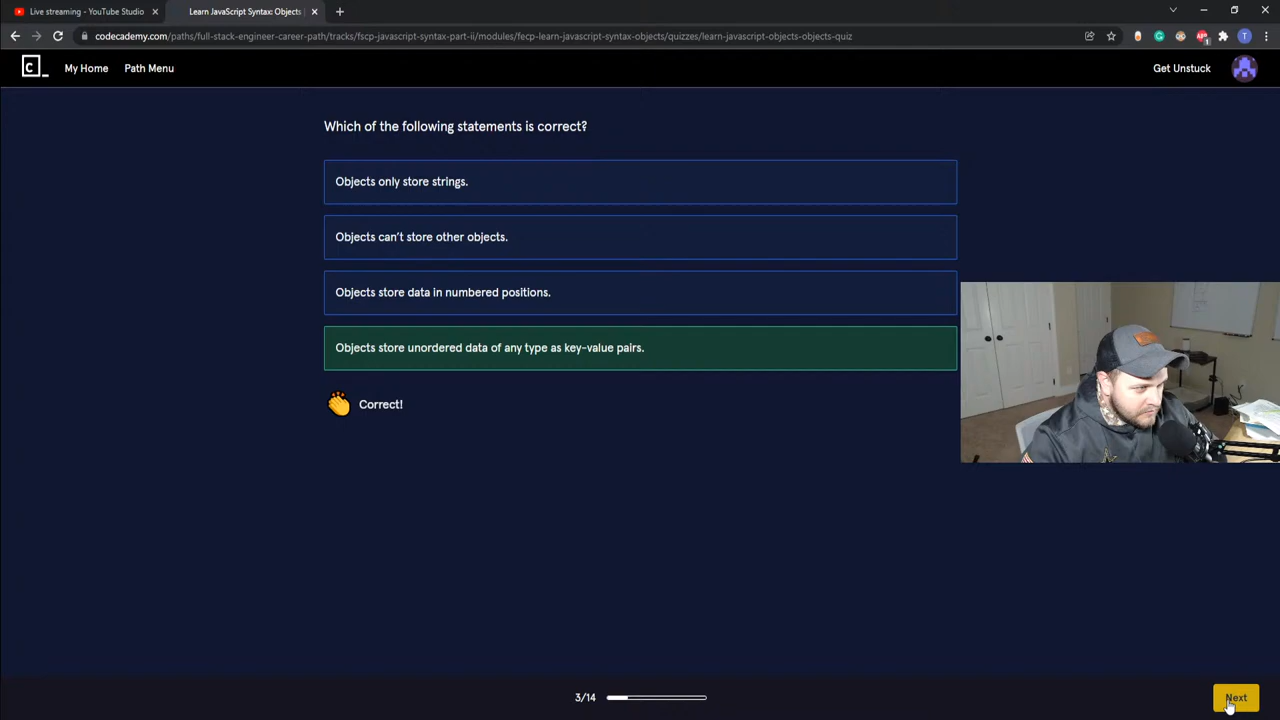 Live streaming - YouTube Studio
Learn JavaScript Syntax: Objects
codecademy.com/paths/full-stack-engineer-career-path/tracks/fscp-javascript-syntax-part-ii/modules/fecp-learn-javascript-syntax-objects/quizzes/learn-javascript-objects-objects-quiz
ABP
1
T
c_
My Home
Path Menu
Get Unstuck
Which of the following statements is correct?
Objects only store strings.
Objects can’t store other objects.
Objects store data in numbered positions.
Objects store unordered data of any type as key-value pairs.
Correct!
3/14
Next